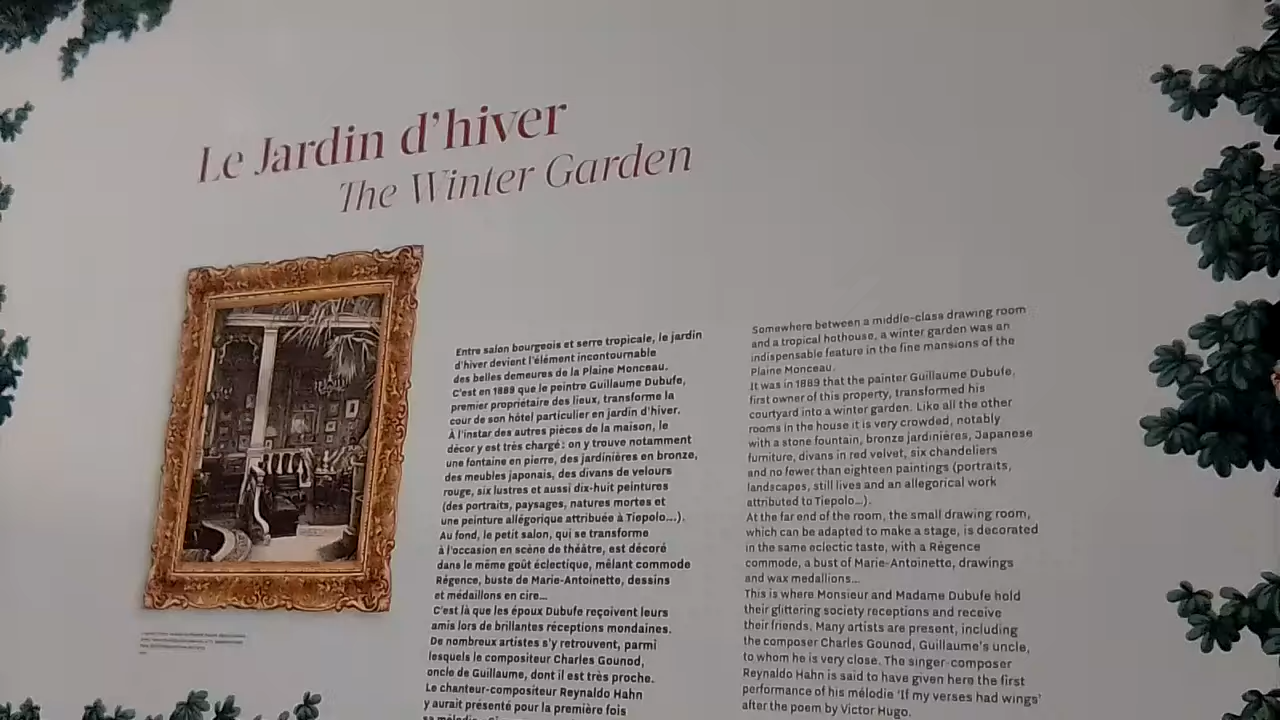 Le Jardin d'hiver
The Winter Garden
Entre salon bourgeois et serre tropicale, le jardin
d'hiver devient l'élément incontournable
des belles demeures de la Plaine Monceau.
C'est en 1889 que le peintre Guillaume Dubufe,
premier propriétaire des lieux, transforme la
cour de son hôtel particulier en jardin d'hiver.
À l'instar des autres pièces de la maison, le
décor y est très chargé : on y trouve notamment
une fontaine en pierre, des jardinières en bronze,
des meubles japonais, des divans de velours
rouge, six lustres et aussi dix-huit peintures
(des portraits, paysages, natures mortes et
une peinture allégorique attribuée à Tiepolo...).
Au fond, le petit salon, qui se transforme
à l'occasion en scène de théâtre, est décoré
dans le même goût éclectique, mêlant commode
Régence, buste de Marie-Antoinette, dessins
et médaillons en cire...
C'est là que les époux Dubufe reçoivent leurs
amis lors de brillantes réceptions mondaines.
De nombreux artistes s'y retrouvent, parmi
lesquels le compositeur Charles Gounod,
oncle de Guillaume, dont il est très proche.
Le chanteur-compositeur Reynaldo Hahn
y aurait présenté pour la première fois
Somewhere between a middle-class drawing room
and a tropical hothouse, a winter garden was an
indispensable feature in the fine mansions of the
Plaine Monceau.
It was in 1889 that the painter Guillaume Dubufe,
first owner of this property, transformed his
courtyard into a winter garden. Like all the other
rooms in the house it is very crowded, notably
with a stone fountain, bronze jardinières, Japanese
furniture, divans in red velvet, six chandeliers
and no fewer than eighteen paintings (portraits,
landscapes, still lives and an allegorical work
attributed to Tiepolo...).
At the far end of the room, the small drawing room,
which can be adapted to make a stage, is decorated
in the same eclectic taste, with a Régence
commode, a bust of Marie-Antoinette, drawings
and wax medallions...
This is where Monsieur and Madame Dubufe hold
their glittering society receptions and receive
their friends. Many artists are present, including
the composer Charles Gounod, Guillaume's uncle,
to whom he is very close. The singer-composer
Reynaldo Hahn is said to have given here the first
performance of his mélodie 'If my verses had wings'
after the poem by Victor Hugo.